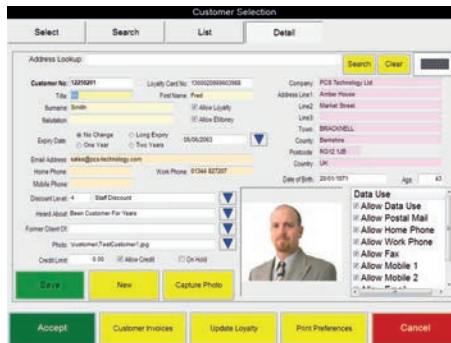 Customer Selection
Select Search List Detail
Address Lookup:
Search Clear
Customer No: 12250201 Loyalty Card No: Company: PCS Technology Ltd
Title: First Name: Fred Address Line1: Amber House
Surname: Smith Allow Loyalty Line2: Market Street
Salutation Allow EMoney Line3:
Town: BRACKNELL
Expiry Date: No Change Long Expiry 06/06/2063 County: Berkshire
One Year Two Years Postcode: RG12 1JB
Email Address: sales@pcs-technology.com County: UK
Home Phone Work Phone: 01344 827207 Date of Birth: 20/01/1971 Age: 43
Mobile Phone
Discount Level: 4 Staff Discount
Heard About: Been Customer For Years
Former Client Of:
Photo: \customer\TestCustomer1.jpg
Credit Limit: 0.00 Allow Credit On Hold
Data Use
Allow Data Use
Allow Postal Mail
Allow Home Phone
Allow Work Phone
Allow Fax
Allow Mobile 1
Allow Mobile 2
Allow Email
Save New Capture Photo
Accept Customer Invoices Update Loyalty Print Preferences Cancel